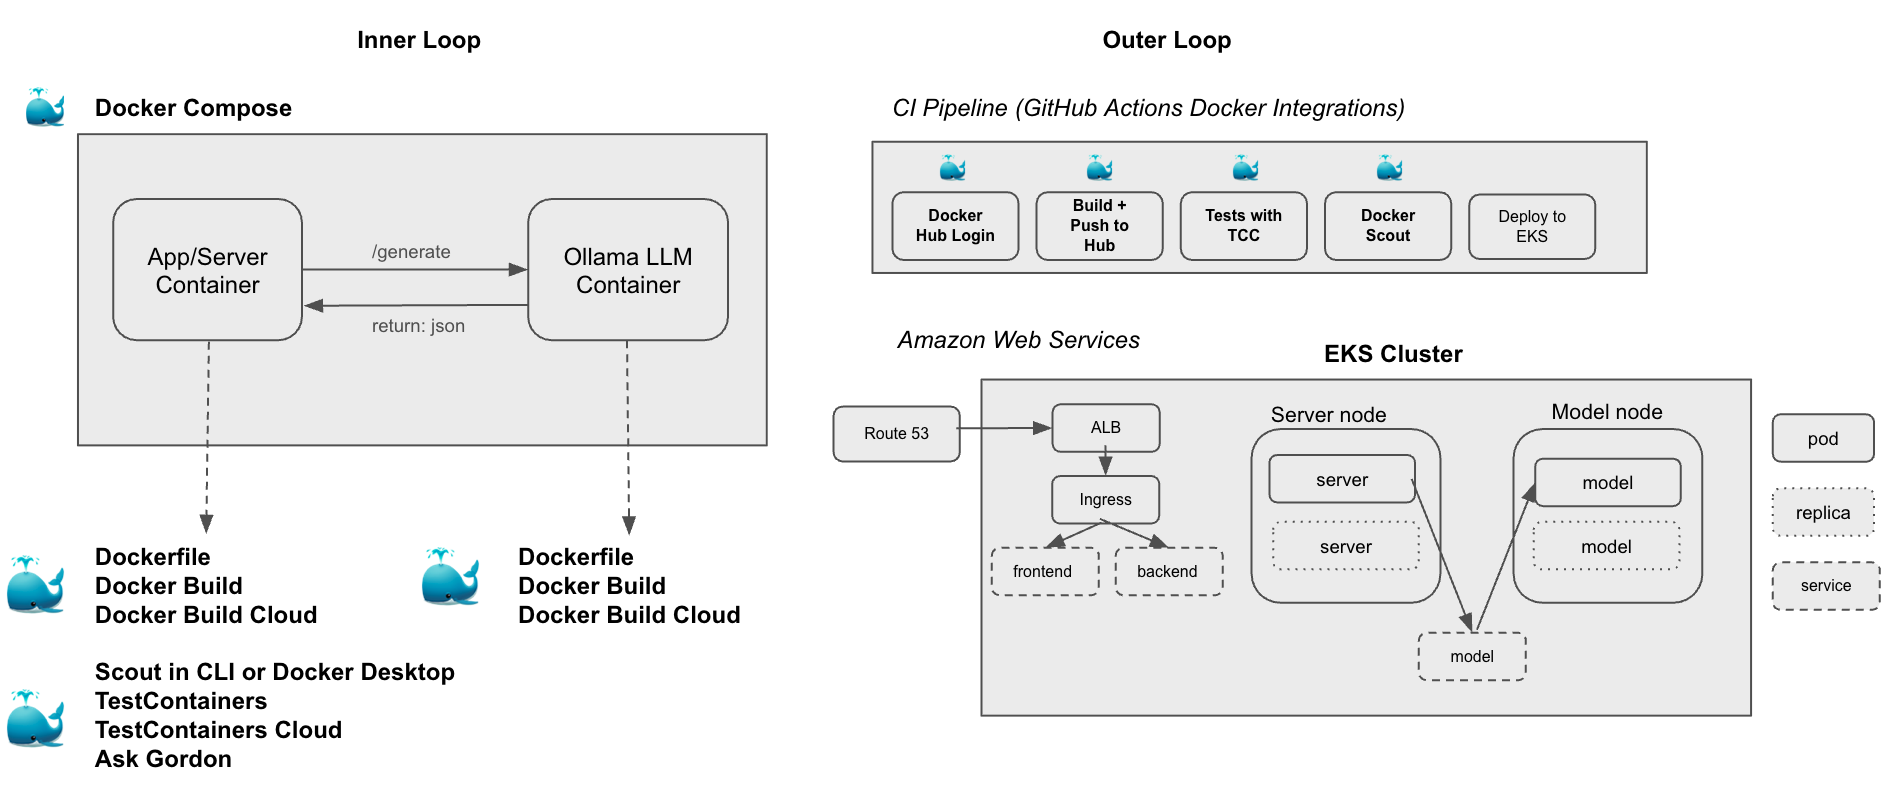 Inner Loop
Docker Compose
App/Server
Container
/generate
return: json
Ollama LLM
Container
Dockerfile
Docker Build
Docker Build Cloud
Dockerfile
Docker Build
Docker Build Cloud
Scout in CLI or Docker Desktop
TestContainers
TestContainers Cloud
Ask Gordon
Outer Loop
CI Pipeline (GitHub Actions Docker Integrations)
Docker
Hub Login
Build +
Push to
Hub
Tests with
TCC
Docker
Scout
Deploy to
EKS
Amazon Web Services
EKS Cluster
Route 53
ALB
Ingress
frontend
backend
Server node
server
server
Model node
model
model
model
pod
replica
service